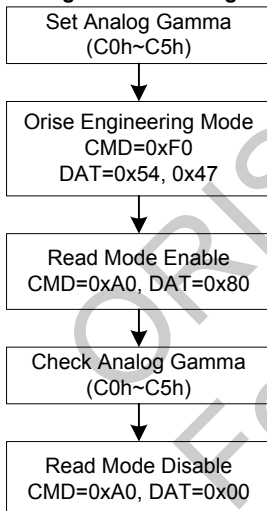 Set Analog Gamma
(C0h~C5h)
Orise Engineering Mode
CMD=0xF0
DAT=0x54, 0x47
Read Mode Enable
CMD=0xA0, DAT=0x80
Check Analog Gamma
(C0h~C5h)
Read Mode Disable
CMD=0xA0, DAT=0x00